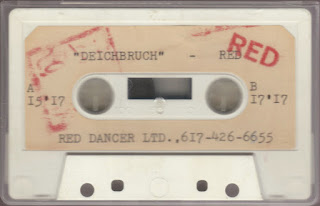 "DEICHBRUCH" - RED
RED
A B
15'17 17'17
RED DANCER LTD.,617-426-6655